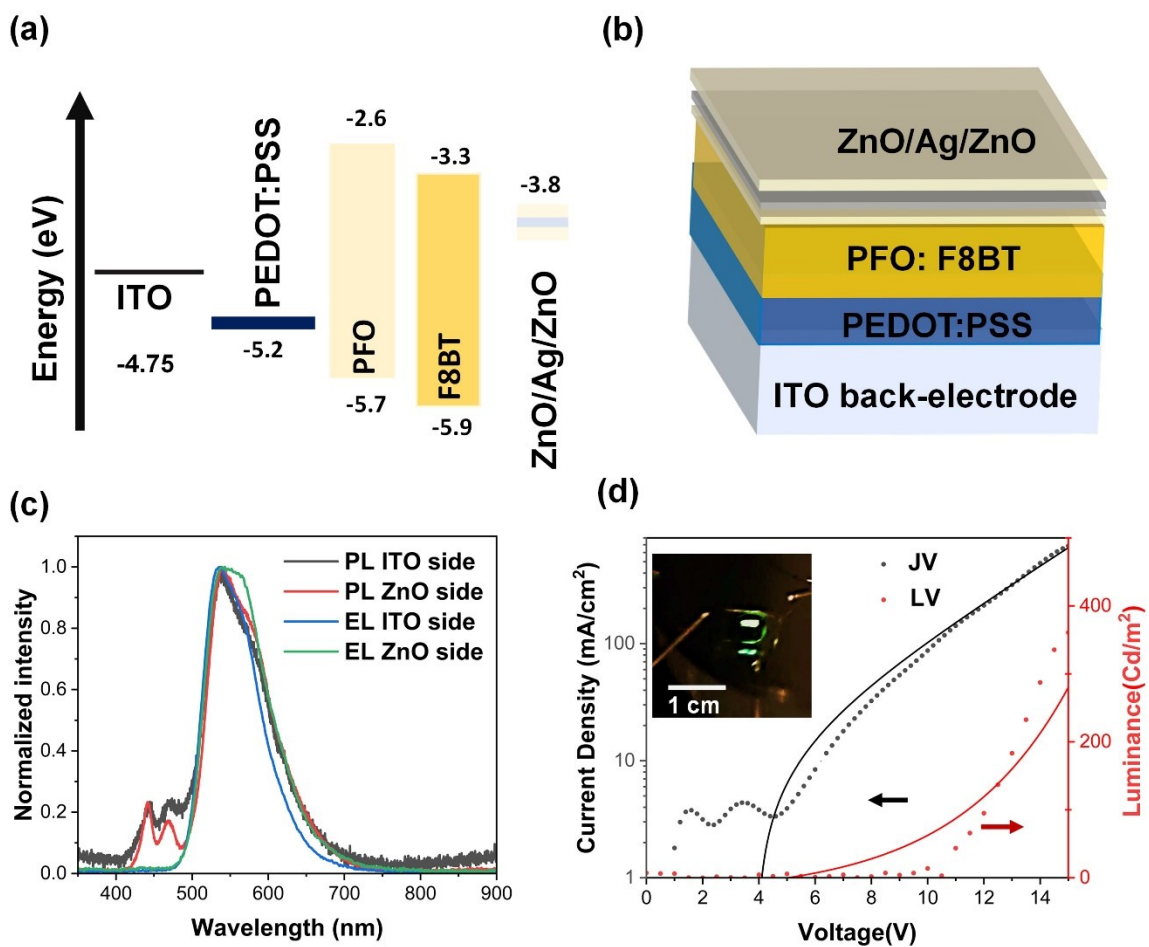 (a)
Energy (eV)
ITO
-4.75
PEDOT:PSS
-5.2
-2.6
PFO
-5.7
-3.3
F8BT
-5.9
-3.8
ZnO/Ag/ZnO
(b)
ZnO/Ag/ZnO
PFO: F8BT
PEDOT:PSS
ITO back-electrode
(c)
Normalized intensity
1.0
0.8
0.6
0.4
0.2
0.0
400
500
600
700
800
900
Wavelength (nm)
PL ITO side
PL ZnO side
EL ITO side
EL ZnO side
(d)
Current Density (mA/cm²)
100
10
1
0
2
4
6
8
10
12
14
Voltage(V)
JV
LV
1 cm
400
200
0
Luminance(Cd/m²)